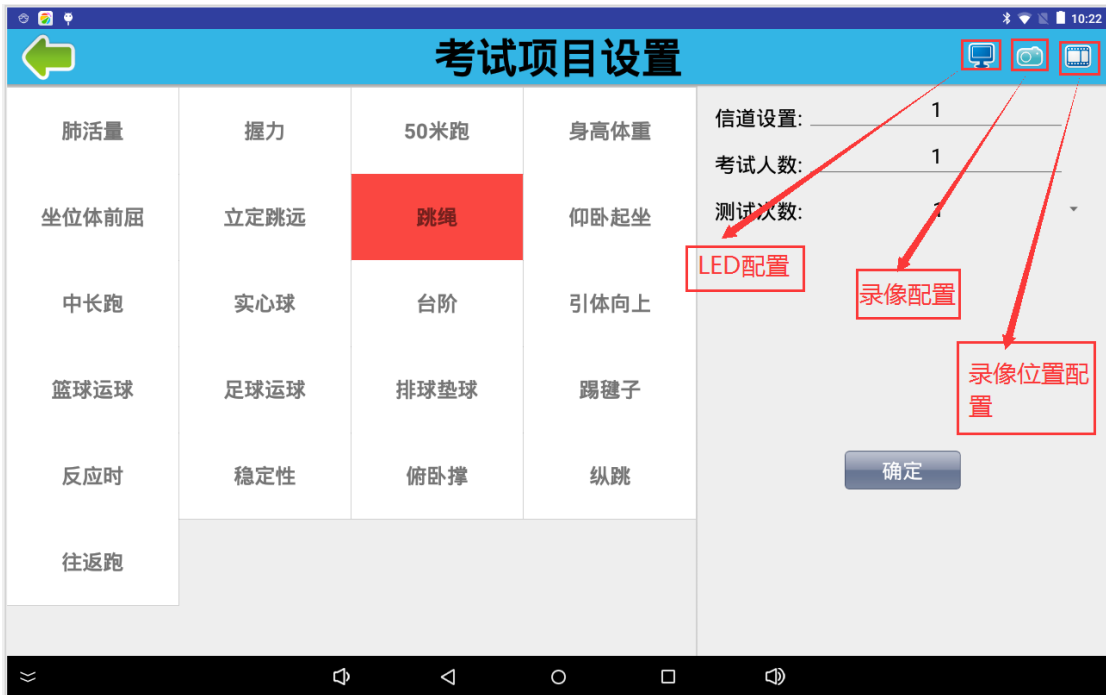 10:22
考试项目设置
肺活量 握力 50米跑 身高体重
信道设置: 1
考试人数: 1
坐位体前屈 立定跳远 跳绳 仰卧起坐
测试次数: 1
LED配置
录像配置
录像位置配
置
中长跑 实心球 台阶 引体向上
篮球运球 足球运球 排球垫球 踢毽子
反应时 稳定性 俯卧撑 纵跳
确定
往返跑